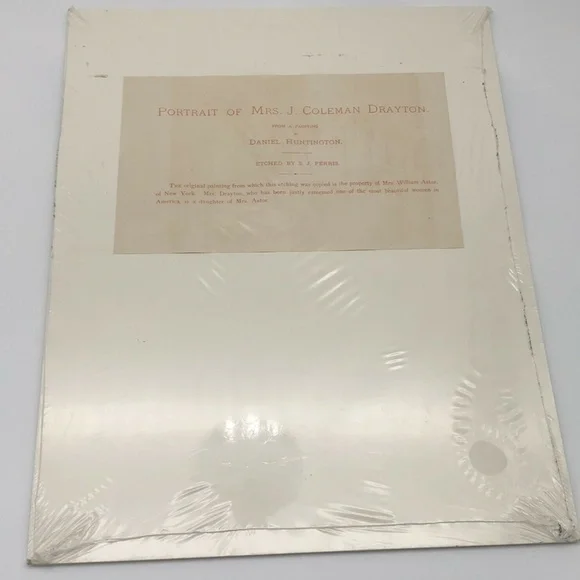 PORTRAIT OF MRS. J. COLEMAN DRAYTON.
FROM A PAINTING
BY
DANIEL HUNTINGTON.
ETCHED BY S. J. FERRIS.
The original painting from which this etching was copied is the property of Mrs. William Astor,
of New York. Mrs. Drayton, who has been justly esteemed one of the most beautiful women in
America is a daughter of Mrs. Astor.